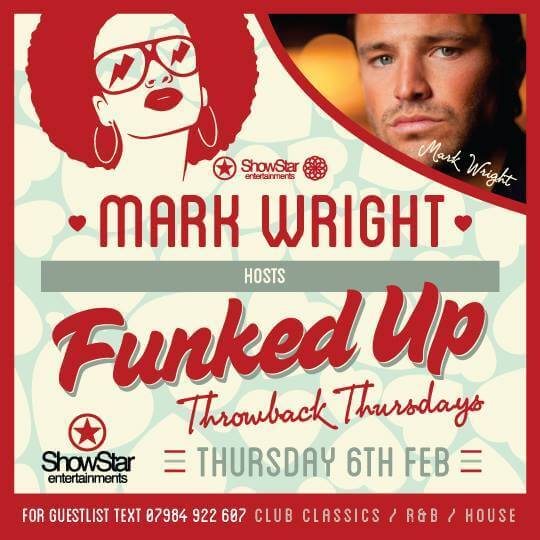 Mark Wright
ShowStar
entertainments
MARK WRIGHT
HOSTS
Funked Up
Throwback Thursdays
ShowStar
entertainments
THURSDAY 6TH FEB
FOR GUESTLIST TEXT 07984 922 607 CLUB CLASSICS / R&B / HOUSE